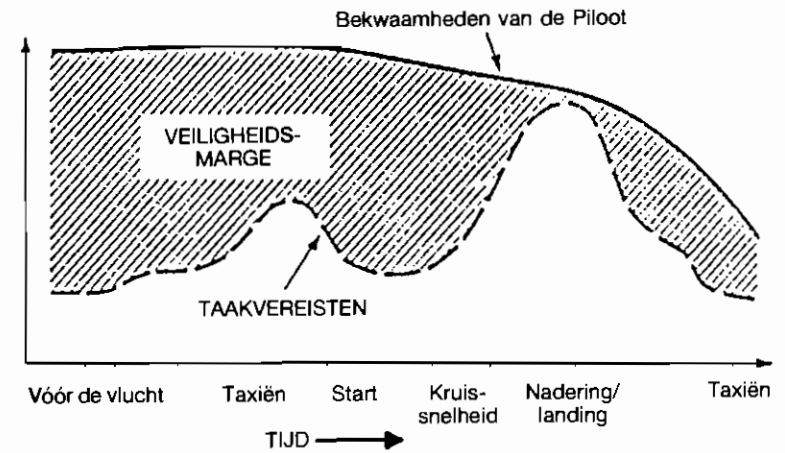 Bekwaamheden van de Piloot
VEILIGHEIDS-
MARGE
TAAKVEREISTEN
Vóór de vlucht
Taxiën
Start
Kruis-
snelheid
Nadering/
landing
Taxiën
TIJD